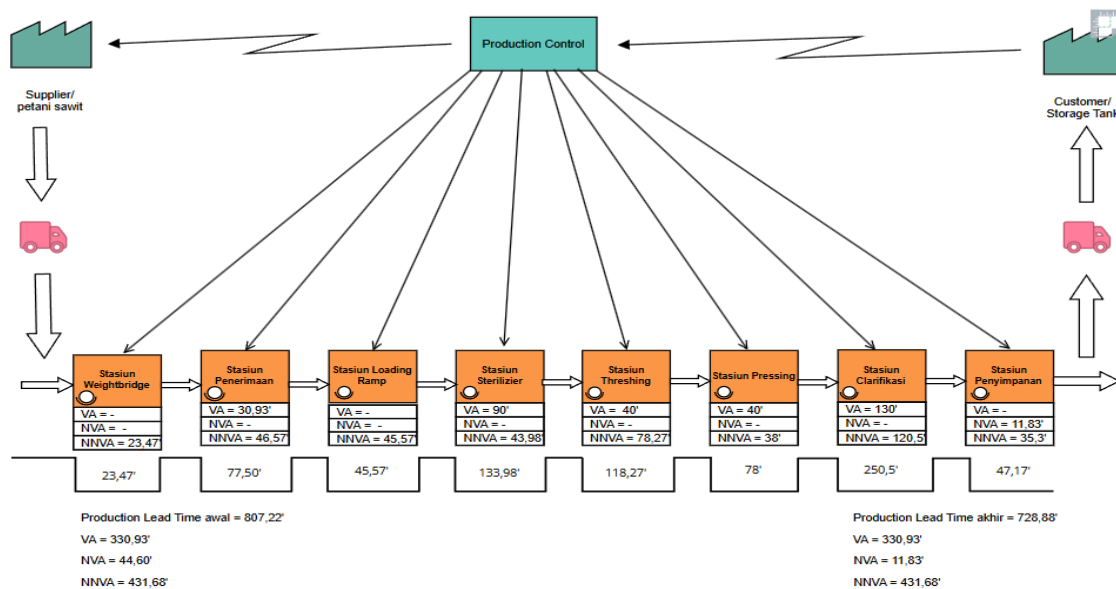 Production Control
Supplier/
petani sawit
Customer/
Storage Tank
Stasiun
Weightbridge
VA = -
NVA = -
NNVA = 23,47'
Stasiun
Penerimaan
VA = 30,93'
NVA = -
NNVA = 46,57'
Stasiun Loading
Ramp
VA = -
NVA = -
NNVA = 45,57'
Stasiun
Sterilizier
VA = 90'
NVA = -
NNVA = 43,98'
Stasiun
Threshing
VA = 40'
NVA = -
NNVA = 78,27'
Stasiun Pressing
VA = 40'
NVA = -
NNVA = 38'
Stasiun
Clarifikasi
VA = 130'
NVA = -
NNVA = 120,5'
Stasiun
Penyimpanan
VA = -
NVA = 11,83'
NNVA = 35,3'
23,47'
77,50'
45,57'
133,98'
118,27'
78'
250,5'
47,17'
Production Lead Time awal = 807,22'
VA = 330,93'
NVA = 44,60'
NNVA = 431,68'
Production Lead Time akhir = 728,88'
VA = 330,93'
NVA = 11,83'
NNVA = 431,68'